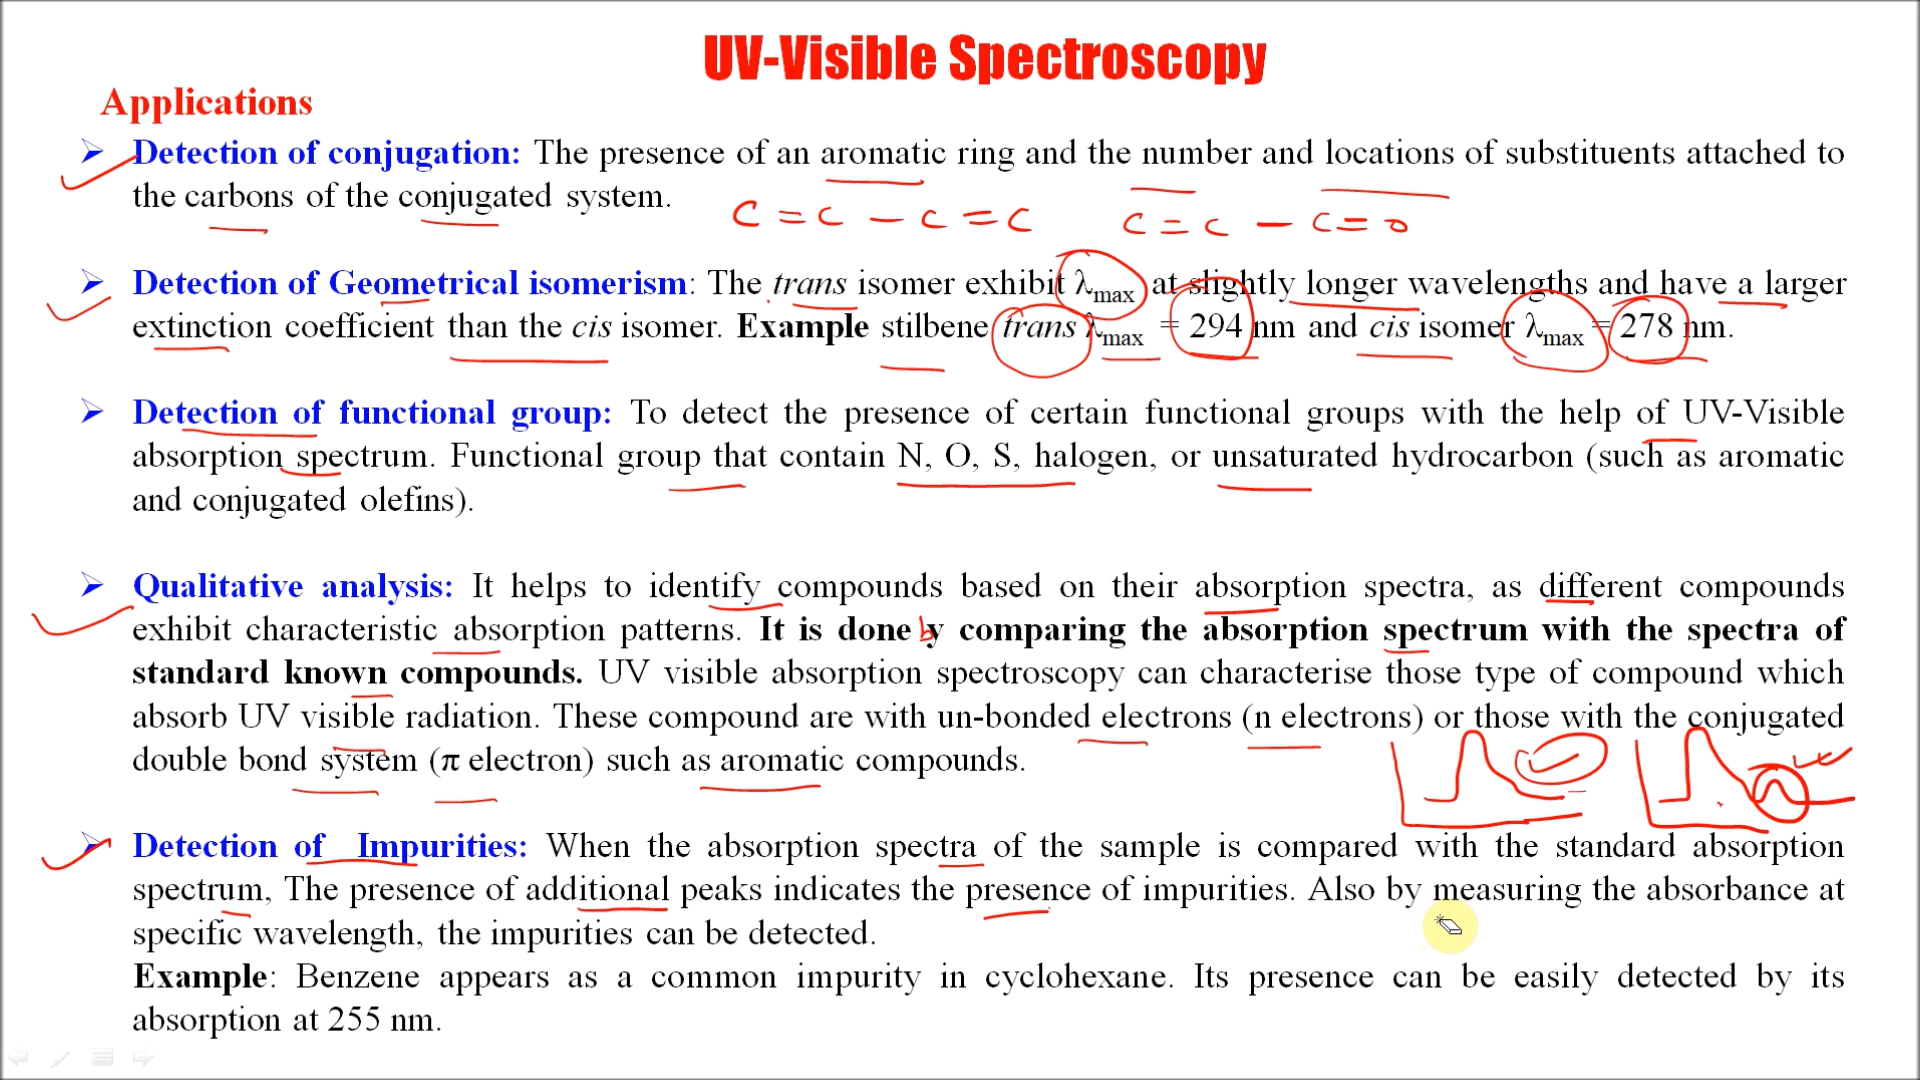 UV-Visible Spectroscopy
Applications
➢ Detection of conjugation: The presence of an aromatic ring and the number and locations of substituents attached to
the carbons of the conjugated system.
C = C – C = C C = C – C = O
➢ Detection of Geometrical isomerism: The trans isomer exhibit λmax at slightly longer wavelengths and have a larger
extinction coefficient than the cis isomer. Example stilbene trans λmax = 294 nm and cis isomer λmax = 278 nm.
➢ Detection of functional group: To detect the presence of certain functional groups with the help of UV-Visible
absorption spectrum. Functional group that contain N, O, S, halogen, or unsaturated hydrocarbon (such as aromatic
and conjugated olefins).
➢ Qualitative analysis: It helps to identify compounds based on their absorption spectra, as different compounds
exhibit characteristic absorption patterns. It is done by comparing the absorption spectrum with the spectra of
standard known compounds. UV visible absorption spectroscopy can characterise those type of compound which
absorb UV visible radiation. These compound are with un-bonded electrons (n electrons) or those with the conjugated
double bond system (π electron) such as aromatic compounds.
➢ Detection of Impurities: When the absorption spectra of the sample is compared with the standard absorption
spectrum, The presence of additional peaks indicates the presence of impurities. Also by measuring the absorbance at
specific wavelength, the impurities can be detected.
Example: Benzene appears as a common impurity in cyclohexane. Its presence can be easily detected by its
absorption at 255 nm.